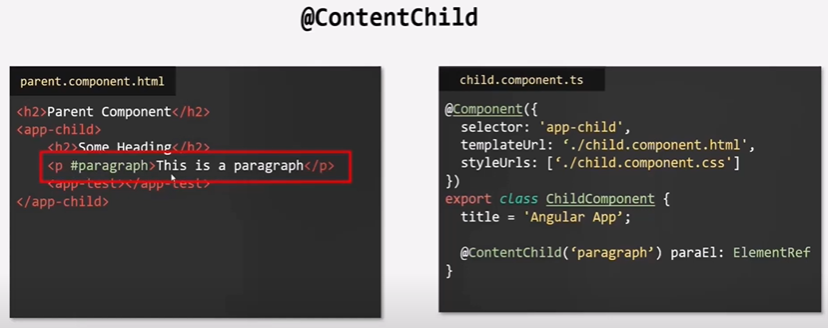 @ContentChild
parent.component.html
<h2>Parent Component</h2>
<app-child>
<h2>Some Heading</h2>
<p #paragraph>This is a paragraph</p>
<app-test></app-test>
</app-child>
child.component.ts
@Component({
selector: 'app-child',
templateUrl: ‘./child.component.html',
styleUrls: [‘./child.component.css']
})
export class ChildComponent {
title = 'Angular App’;
@ContentChild(‘paragraph’) paraEl: ElementRef
}